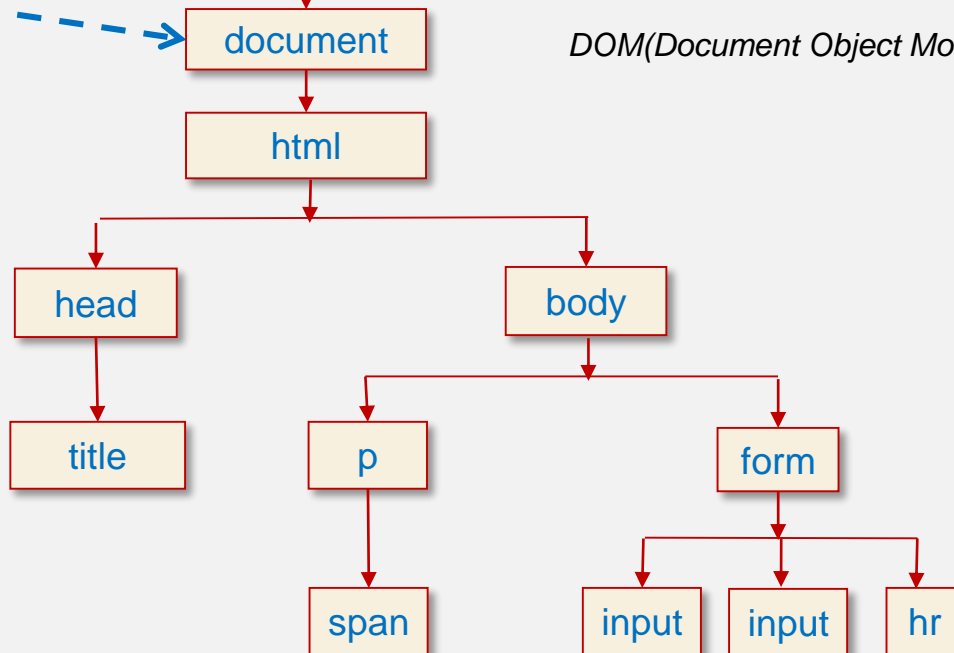 document
DOM(Document Object Mo
html
head
body
title
p
form
span
input
input
hr